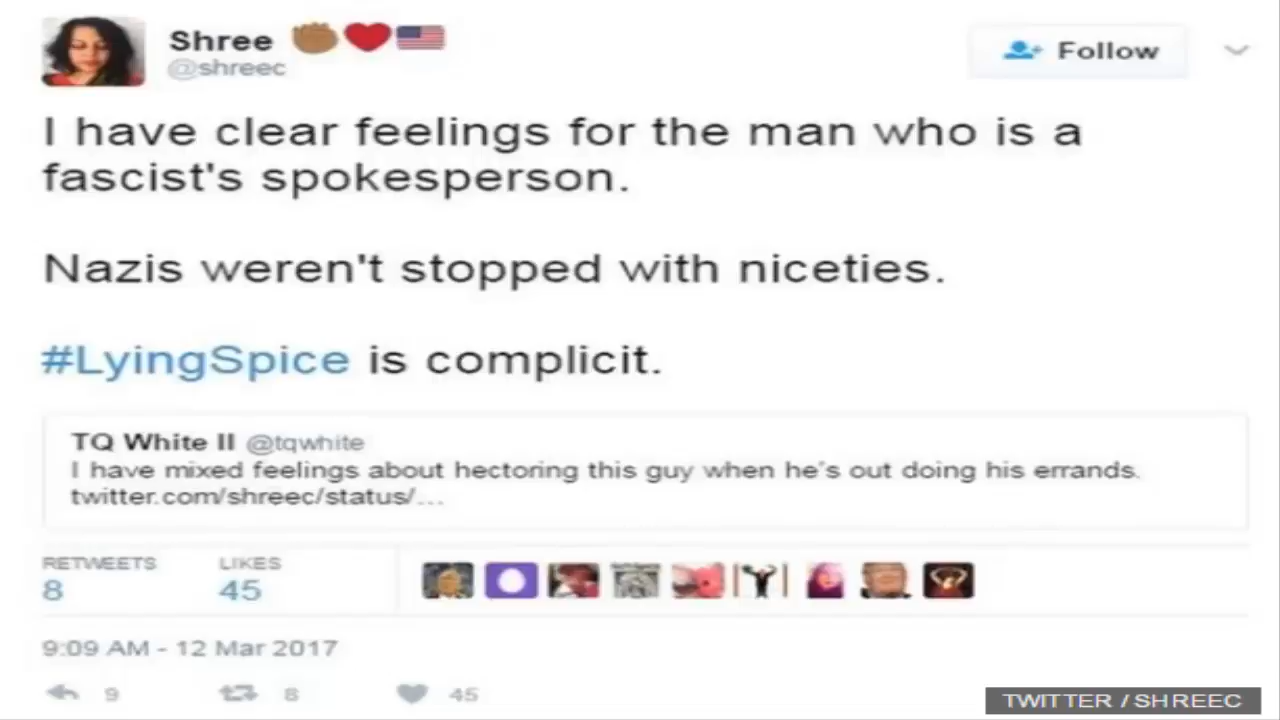 Shree
@shreec
Follow
I have clear feelings for the man who is a
fascist's spokesperson.
Nazis weren't stopped with niceties.
#LyingSpice is complicit.
TQ White II @tqwhite
I have mixed feelings about hectoring this guy when he's out doing his errands.
twitter.com/shreec/status/...
RETWEETS LIKES
8 45
9:09 AM - 12 Mar 2017
9 8 45
TWITTER / SHREEC